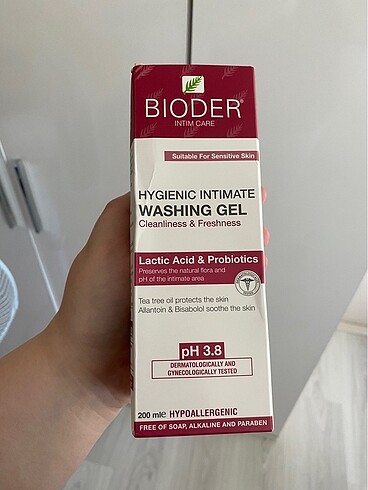 BIODER®
INTIM CARE
Suitable For Sensitive Skin
HYGIENIC INTIMATE
WASHING GEL
Cleanliness & Freshness
Lactic Acid & Probiotics
Preserves the natural flora and
pH of the intimate area
Tea tree oil protects the skin
Allantoin & Bisabolol soothe the skin
pH 3.8
DERMATOLOGICALLY AND
GYNECOLOGICALLY TESTED
200 ml℮ HYPOALLERGENIC
FREE OF SOAP, ALKALINE AND PARABEN